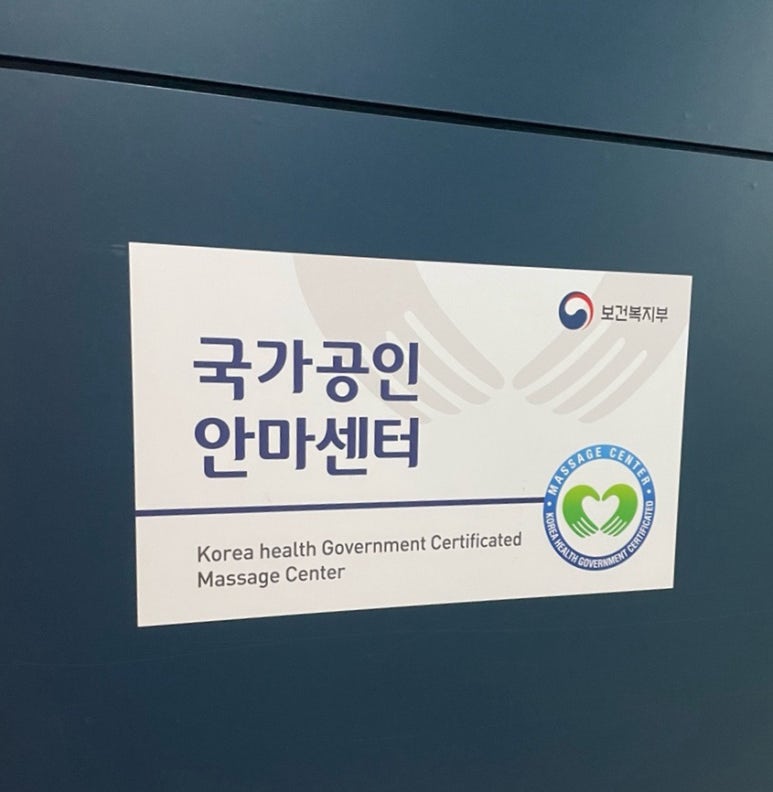 보건복지부
국가공인
안마센터
Korea health Government Certificated
Massage Center
MASSAGE CENTER
KOREA HEALTH GOVERNMENT CERTIFICATED